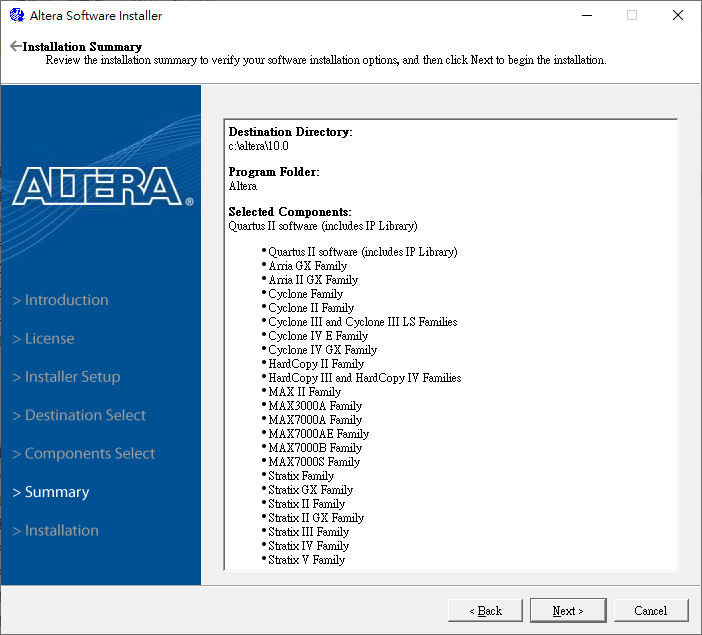 Altera Software Installer
Installation Summary
Review the installation summary to verify your software installation options, and then click Next to begin the installation.
ALTERA®
> Introduction
> License
> Installer Setup
> Destination Select
> Components Select
> Summary
> Installation
Destination Directory:
c:\altera\10.0
Program Folder:
Altera
Selected Components:
Quartus II software (includes IP Library)
•Quartus II software (includes IP Library)
•Arria GX Family
•Arria II GX Family
•Cyclone Family
•Cyclone II Family
•Cyclone III and Cyclone III LS Families
•Cyclone IV E Family
•Cyclone IV GX Family
•HardCopy II Family
•HardCopy III and HardCopy IV Families
•MAX II Family
•MAX3000A Family
•MAX7000A Family
•MAX7000AE Family
•MAX7000B Family
•MAX7000S Family
•Stratix Family
•Stratix GX Family
•Stratix II Family
•Stratix II GX Family
•Stratix III Family
•Stratix IV Family
•Stratix V Family
< Back
Next >
Cancel